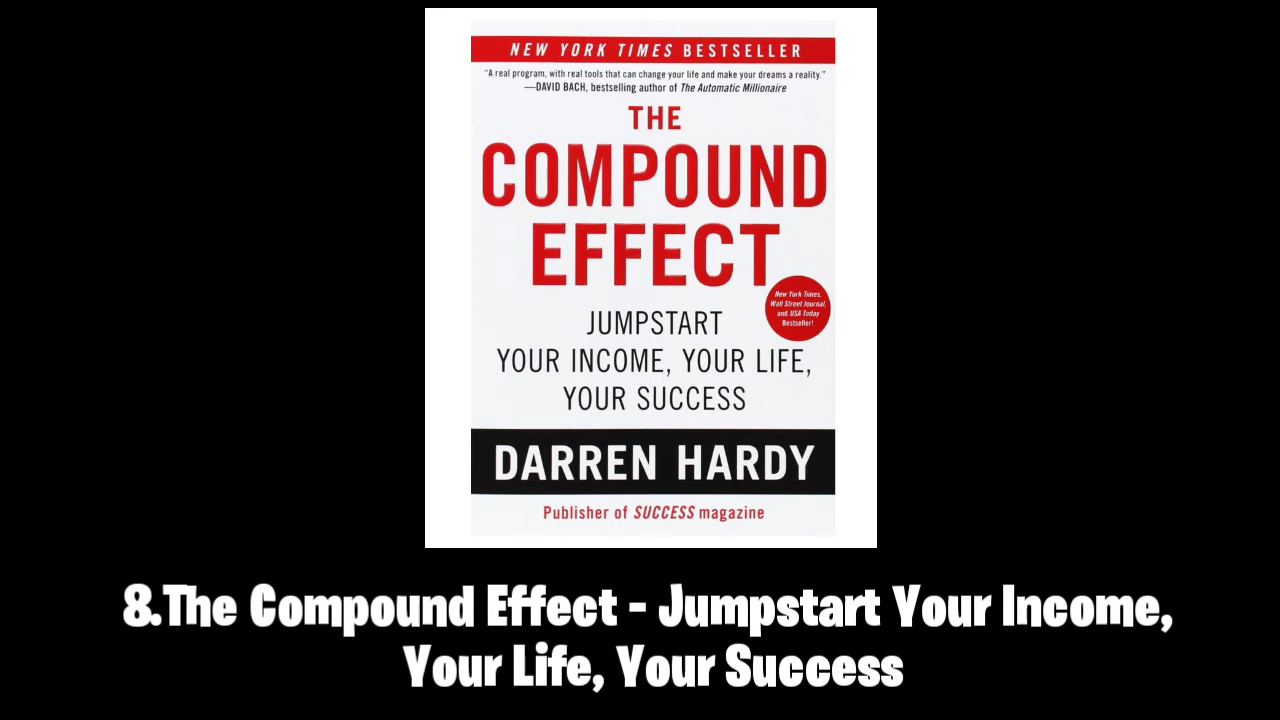 NEW YORK TIMES BESTSELLER
"A real program, with real tools that can change your life and make your dreams a reality."
—DAVID BACH, bestselling author of The Automatic Millionaire
THE
COMPOUND
EFFECT
New York Times,
Wall Street Journal,
and USA Today
Bestseller!
JUMPSTART
YOUR INCOME, YOUR LIFE,
YOUR SUCCESS
DARREN HARDY
Publisher of SUCCESS magazine
8.The Compound Effect - Jumpstart Your Income,
Your Life, Your Success